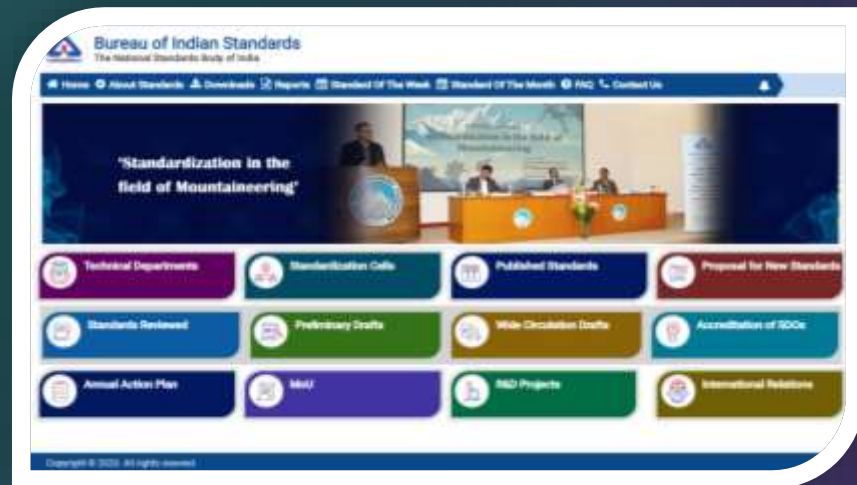 Bureau of Indian Standards
The National Standards Body of India
Home About Standards Downloads Reports Standard Of The Week Standard Of The Month FAQ Contact Us
"Standardization in the
field of Mountaineering"
Technical Departments
Standardization Cells
Published Standards
Proposal for New Standards
Standards Reviewed
Preliminary Drafts
Wide Circulation Drafts
Accreditation of SDOs
Annual Action Plan
MoU
R&D Projects
International Relations
All rights reserved